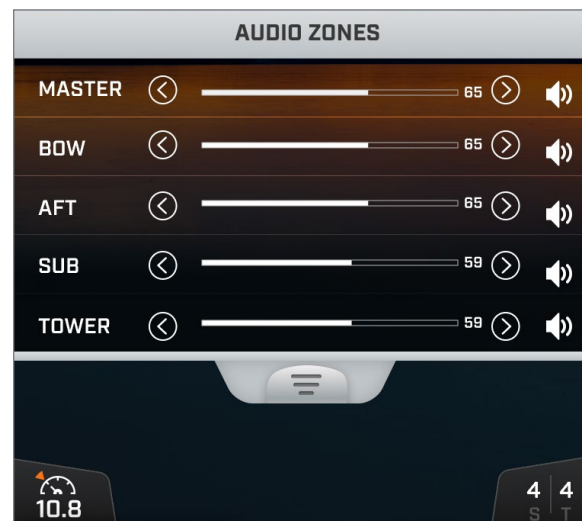 AUDIO ZONES
MASTER 65
BOW 65
AFT 65
SUB 59
TOWER 59
10.8
4 4
S T